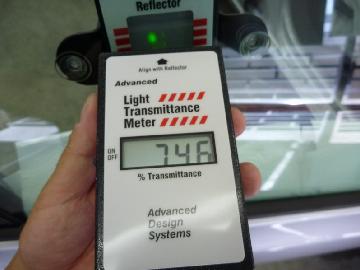 Reflector
Align with Reflector
Advanced
Light
Transmittance
Meter
ON
OFF
74.6
% Transmittance
Advanced
Design
Systems